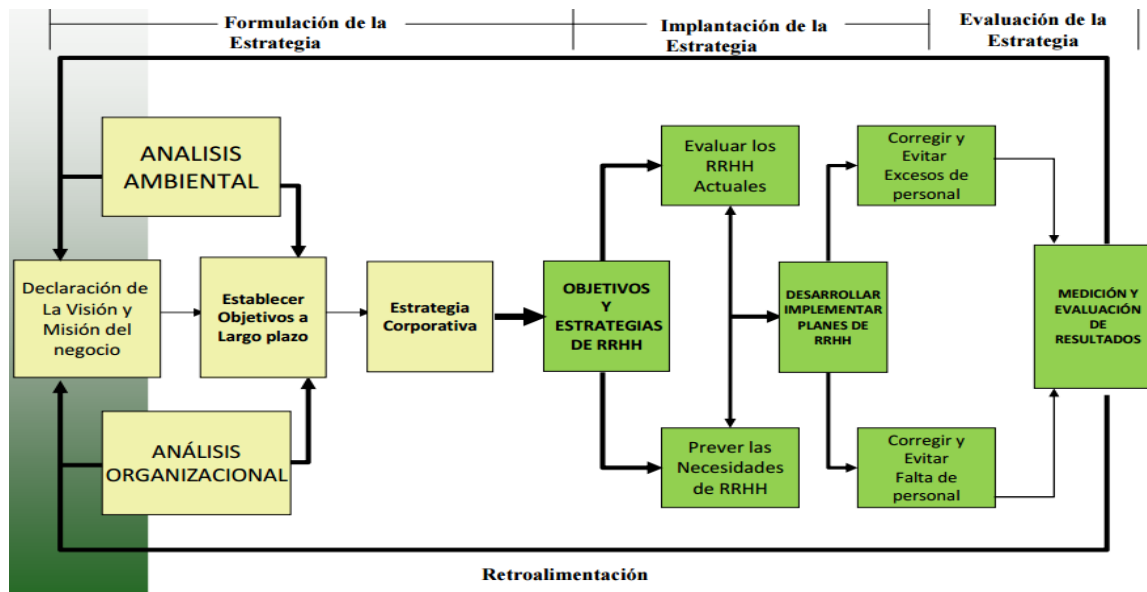 Formulación de la
Estrategia
Implantación de la
Estrategia
Evaluación de la
Estrategia
ANALISIS
AMBIENTAL
Declaración de
La Visión y
Misión del
negocio
Establecer
Objetivos a
Largo plazo
Estrategia
Corporativa
ANÁLISIS
ORGANIZACIONAL
OBJETIVOS
Y
ESTRATEGIAS
DE RRHH
Evaluar los
RRHH
Actuales
Prever las
Necesidades
de RRHH
DESARROLLAR
IMPLEMENTAR
PLANES DE
RRHH
Corregir y
Evitar
Excesos de
personal
Corregir y
Evitar
Falta de
personal
MEDICIÓN Y
EVALUACIÓN
DE
RESULTADOS
Retroalimentación